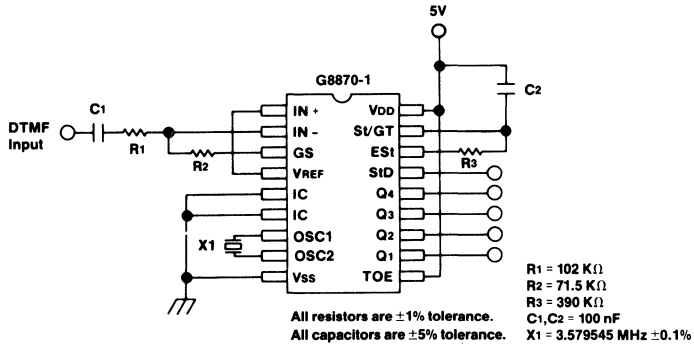 5V
G8870-1
C1
C2
DTMF
Input
R1
R2
R3
X1
IN +
IN -
GS
VREF
IC
IC
OSC1
OSC2
VSS
VDD
St/GT
ESt
StD
Q4
Q3
Q2
Q1
TOE
R1 = 102 KΩ
R2 = 71.5 KΩ
R3 = 390 KΩ
C1,C2 = 100 nF
X1 = 3.579545 MHz ±0.1%
All resistors are ±1% tolerance.
All capacitors are ±5% tolerance.